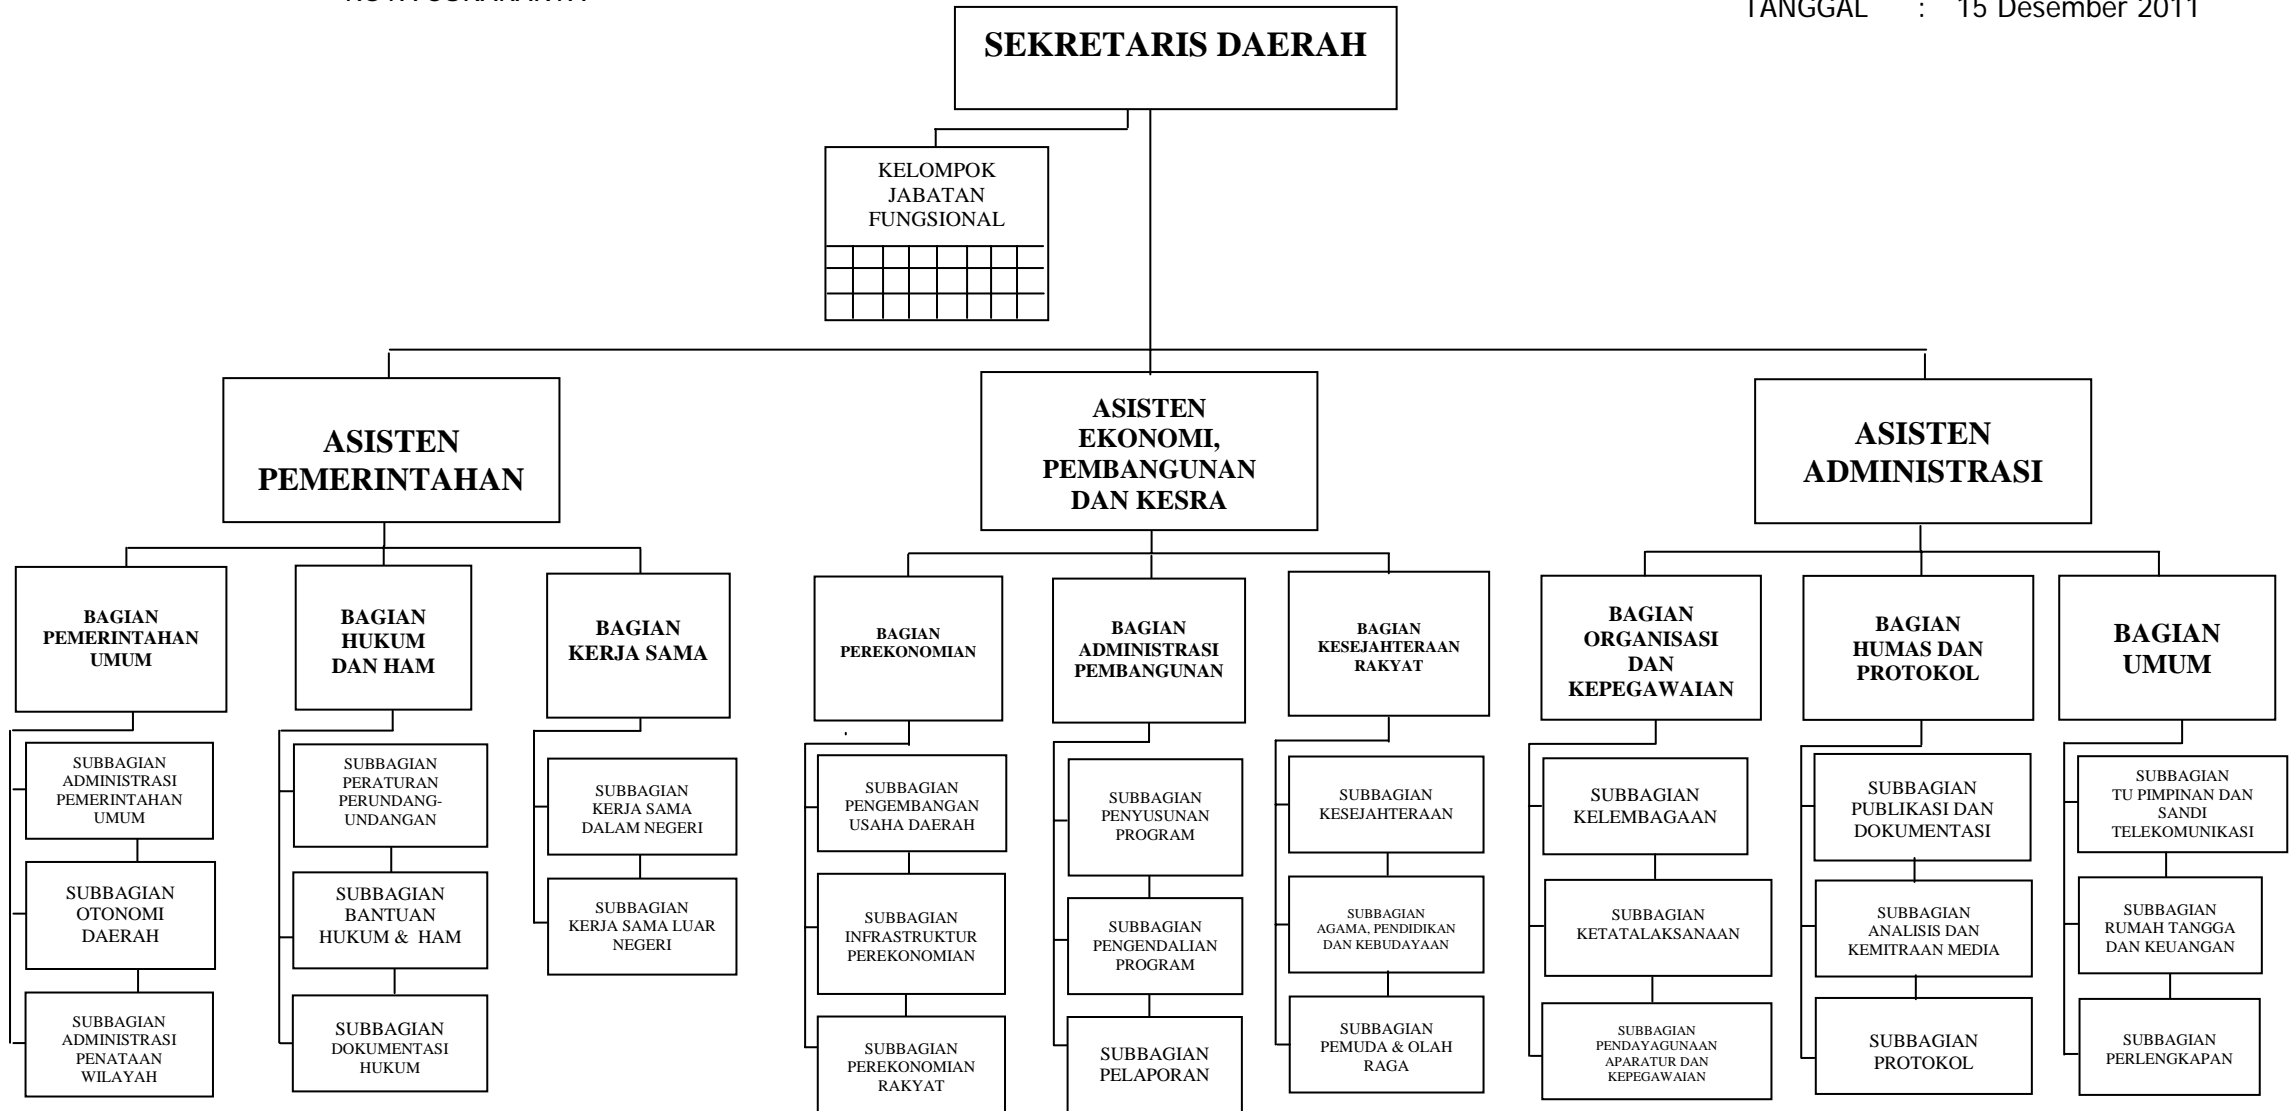 TANGGAL : 15 Desember 2011
SEKRETARIS DAERAH
KELOMPOK
JABATAN
FUNGSIONAL
ASISTEN
PEMERINTAHAN
ASISTEN
EKONOMI,
PEMBANGUNAN
DAN KESRA
ASISTEN
ADMINISTRASI
BAGIAN
PEMERINTAHAN
UMUM
BAGIAN
HUKUM
DAN HAM
BAGIAN
KERJA SAMA
BAGIAN
PEREKONOMIAN
BAGIAN
ADMINISTRASI
PEMBANGUNAN
BAGIAN
KESEJAHTERAAN
RAKYAT
BAGIAN
ORGANISASI
DAN
KEPEGAWAIAN
BAGIAN
HUMAS DAN
PROTOKOL
BAGIAN
UMUM
SUBBAGIAN
ADMINISTRASI
PEMERINTAHAN
UMUM
SUBBAGIAN
PERATURAN
PERUNDANG-
UNDANGAN
SUBBAGIAN
KERJA SAMA
DALAM NEGERI
SUBBAGIAN
PENGEMBANGAN
USAHA DAERAH
SUBBAGIAN
PENYUSUNAN
PROGRAM
SUBBAGIAN
KESEJAHTERAAN
SUBBAGIAN
KELEMBAGAAN
SUBBAGIAN
PUBLIKASI DAN
DOKUMENTASI
SUBBAGIAN
TU PIMPINAN DAN
SANDI
TELEKOMUNIKASI
SUBBAGIAN
OTONOMI
DAERAH
SUBBAGIAN
BANTUAN
HUKUM & HAM
SUBBAGIAN
KERJA SAMA LUAR
NEGERI
SUBBAGIAN
INFRASTRUKTUR
PEREKONOMIAN
SUBBAGIAN
PENGENDALIAN
PROGRAM
SUBBAGIAN
AGAMA, PENDIDIKAN
DAN KEBUDAYAAN
SUBBAGIAN
KETATALAKSANAAN
SUBBAGIAN
ANALISIS DAN
KEMITRAAN MEDIA
SUBBAGIAN
RUMAH TANGGA
DAN KEUANGAN
SUBBAGIAN
ADMINISTRASI
PENATAAN
WILAYAH
SUBBAGIAN
DOKUMENTASI
HUKUM
SUBBAGIAN
PEREKONOMIAN
RAKYAT
SUBBAGIAN
PELAPORAN
SUBBAGIAN
PEMUDA & OLAH
RAGA
SUBBAGIAN
PENDAYAGUNAAN
APARATUR DAN
KEPEGAWAIAN
SUBBAGIAN
PROTOKOL
SUBBAGIAN
PERLENGKAPAN